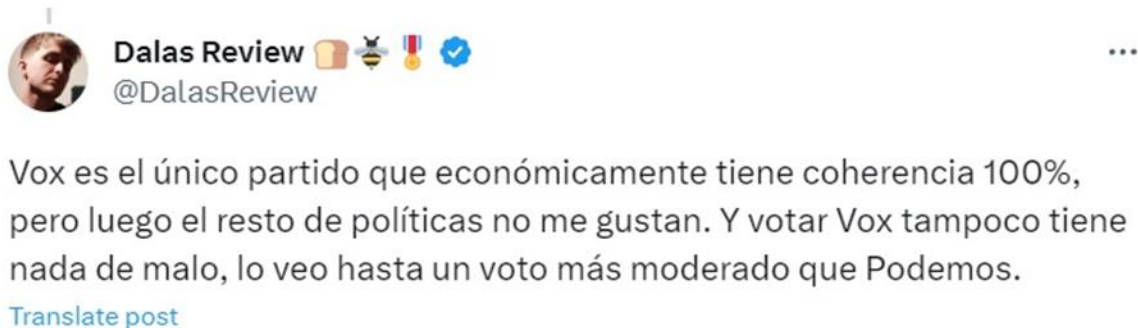 Dalas Review 🍞🐝🎖️
@DalasReview
Vox es el único partido que económicamente tiene coherencia 100%,
pero luego el resto de políticas no me gustan. Y votar Vox tampoco tiene
nada de malo, lo veo hasta un voto más moderado que Podemos.
Translate post